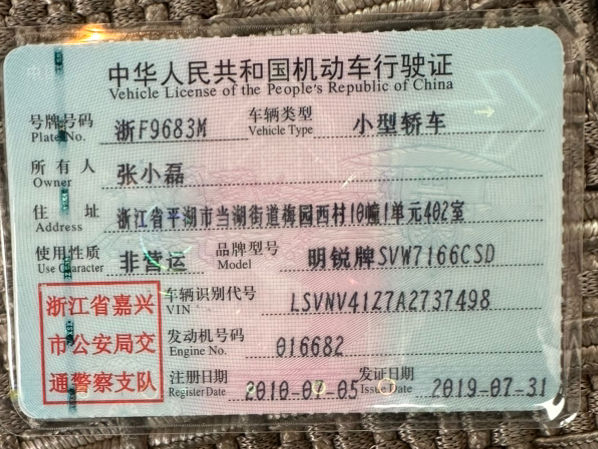 中华人民共和国机动车行驶证
Vehicle License of the People's Republic of China
号牌号码 浙F9683M 车辆类型 小型轿车
Plate No. Vehicle Type
所有人 张小磊
Owner
住址 浙江省平湖市当湖街道梅园西村10幢1单元402室
Address
使用性质 非营运 品牌型号 明锐牌SVW7166CSD
Use Character Model
浙江省嘉兴 车辆识别代号 LSVNV41Z7A2737498
VIN
市公安局交 发动机号码 016682
Engine No.
通警察支队 注册日期 2010-07-05 发证日期 2019-07-31
Register Date Issue Date